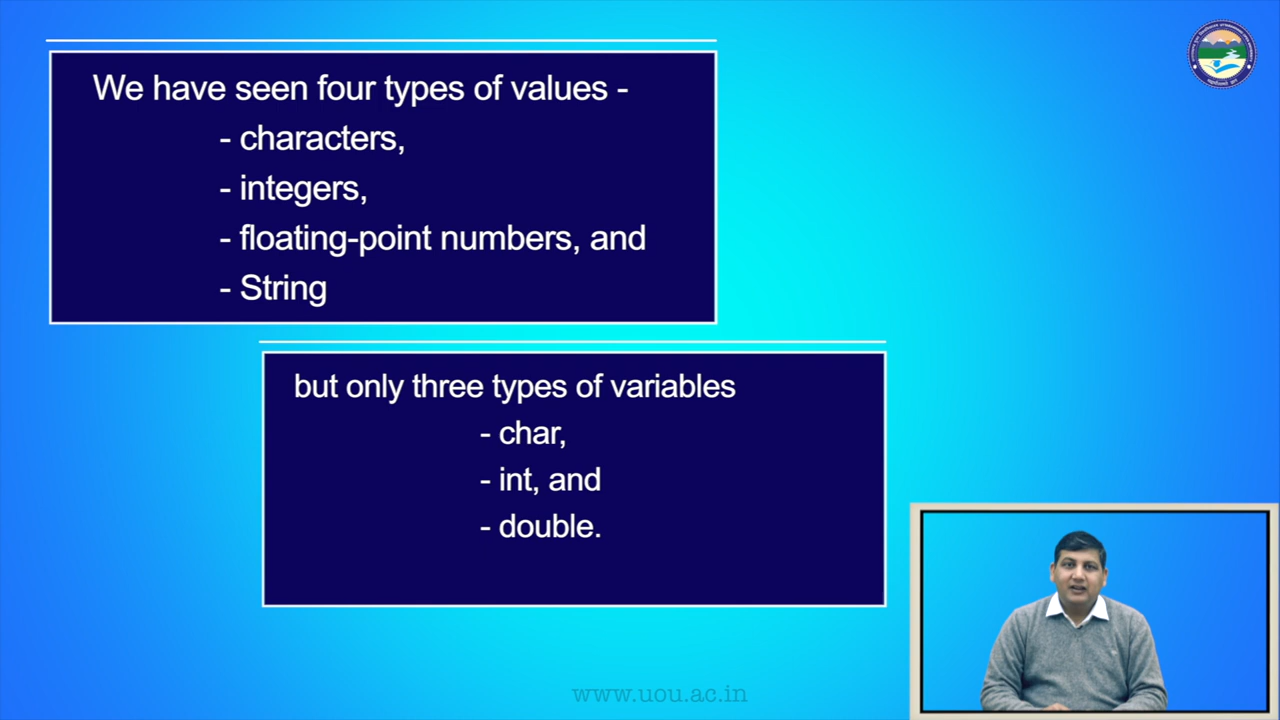 We have seen four types of values -
- characters,
- integers,
- floating-point numbers, and
- String
but only three types of variables
- char,
- int, and
- double.
www.uou.ac.in